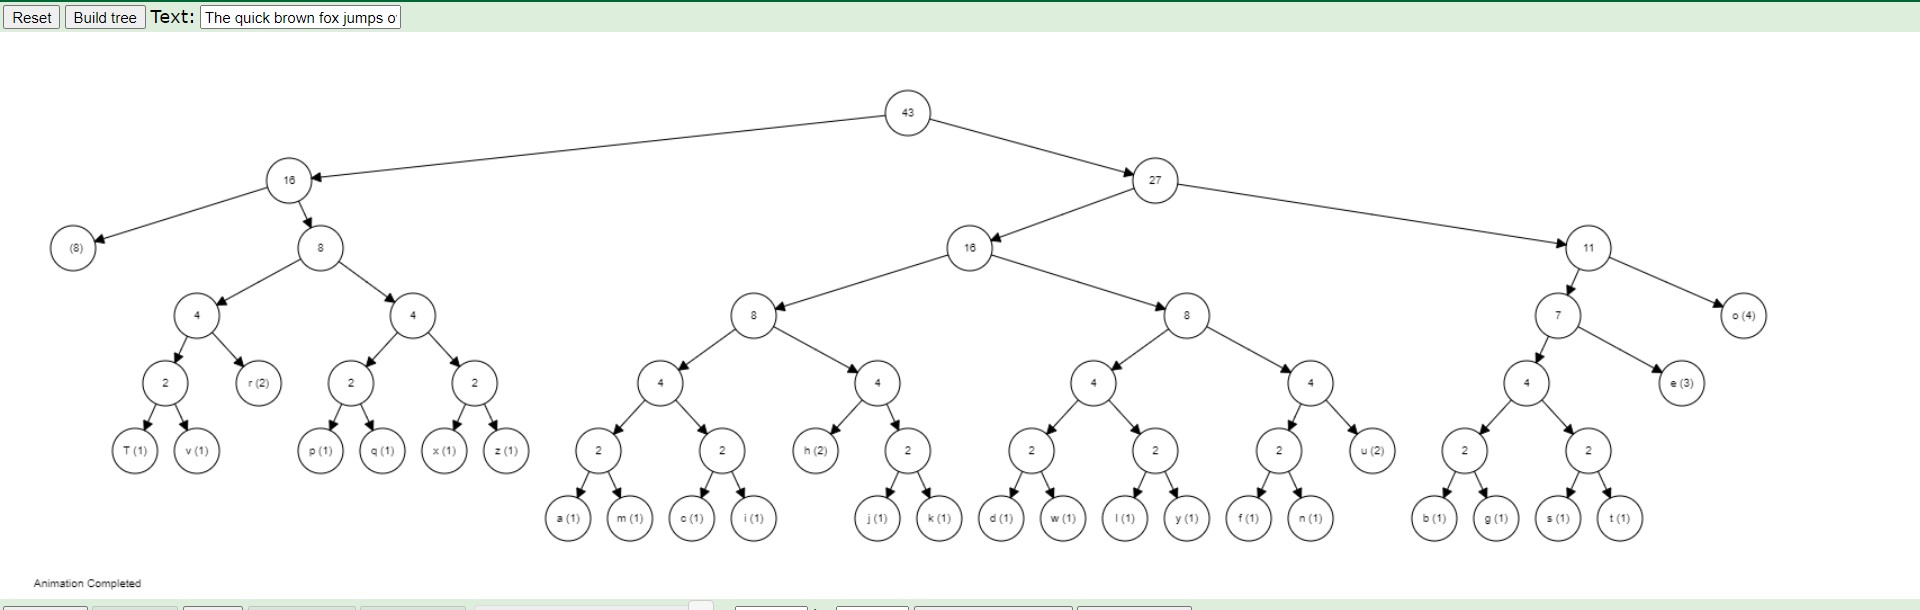 Reset Build tree Text: The quick brown fox jumps o
43
16 27
(8) 8 16 11
4 4 8 8 7 o (4)
2 r (2) 2 2 4 4 4 4 4 e (3)
T (1) v (1) p (1) q (1) x (1) z (1) 2 2 h (2) 2 2 2 2 u (2) 2 2
a (1) m (1) c (1) i (1) j (1) k (1) d (1) w (1) l (1) y (1) f (1) n (1) b (1) g (1) s (1) t (1)
Animation Completed